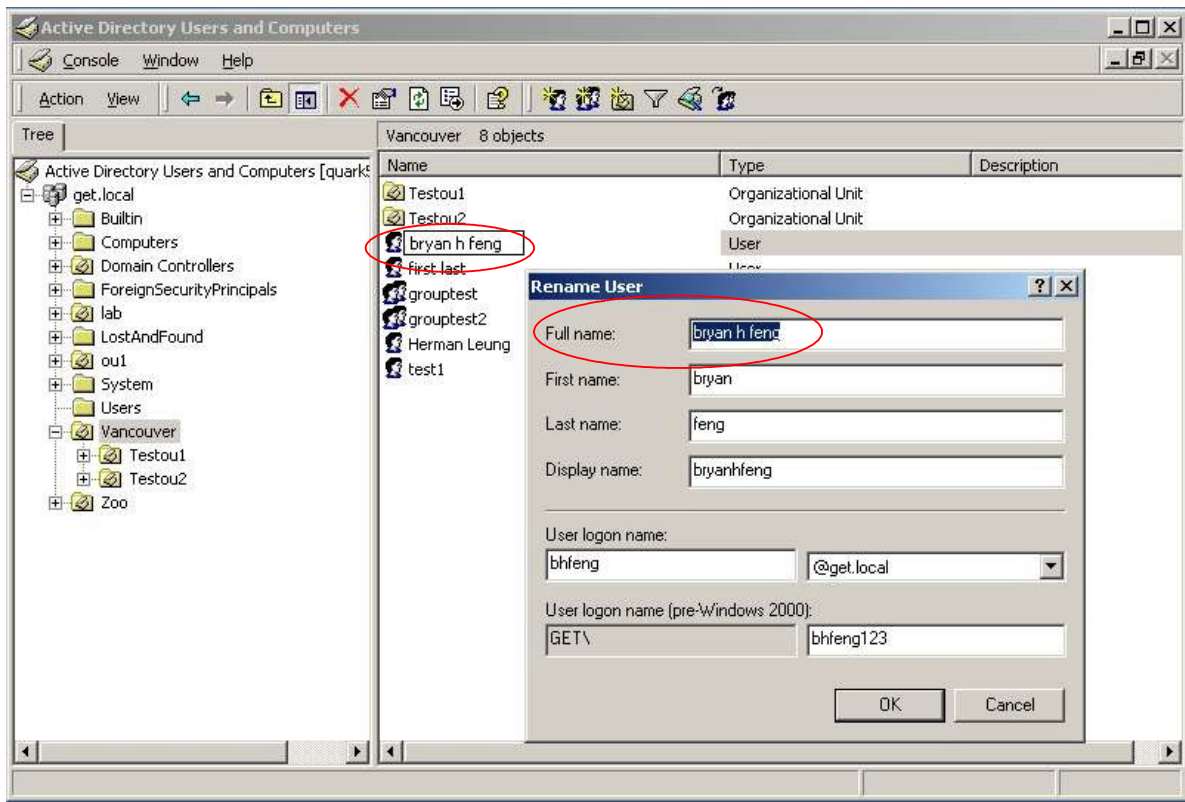 Active Directory Users and Computers
Console Window Help
Action View
Tree
Vancouver 8 objects
Active Directory Users and Computers [quark
get.local
Builtin
Computers
Domain Controllers
ForeignSecurityPrincipals
lab
LostAndFound
ou1
System
Users
Vancouver
Testou1
Testou2
Zoo
Name Type Description
Testou1 Organizational Unit
Testou2 Organizational Unit
bryan h feng User
first last User
grouptest
grouptest2
Herman Leung
test1
Rename User
Full name: bryan h feng
First name: bryan
Last name: feng
Display name: bryanhfeng
User logon name:
bhfeng @get.local
User logon name (pre-Windows 2000):
GET\ bhfeng123
OK Cancel